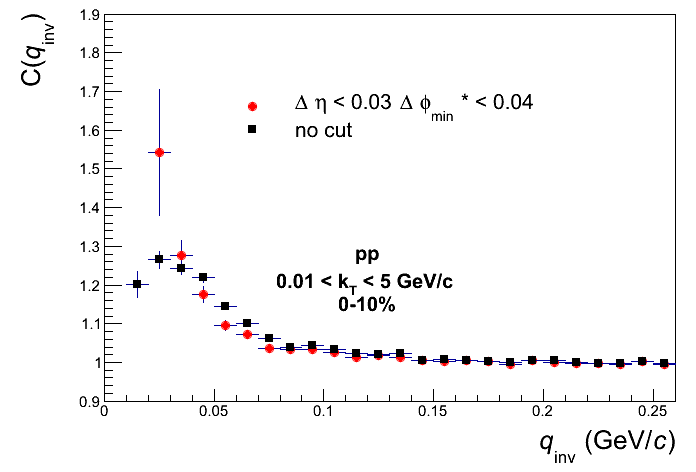 C(q_inv)
1.9
1.8
1.7
1.6
1.5
1.4
1.3
1.2
1.1
1
0.9
Δ η < 0.03 Δ ϕ_min * < 0.04
no cut
pp
0.01 < k_T < 5 GeV/c
0-10%
0 0.05 0.1 0.15 0.2 0.25
q_inv (GeV/c)